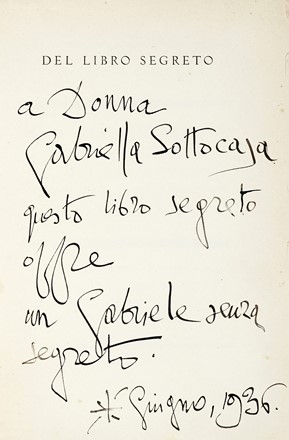 DEL LIBRO SEGRETO
a Donna
Gabriella Sottocasa
questo libro segreto
offre
un Gabriele senza
segreto.
Giugno, 1936.